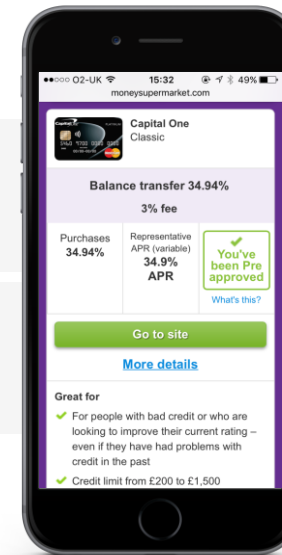 O2-UK 15:32 49%
moneysupermarket.com
Capital One
Classic
Balance transfer 34.94%
3% fee
Purchases
34.94%
Representative
APR (variable)
34.9%
APR
You've
been Pre
approved
What's this?
Go to site
More details
Great for
For people with bad credit or who are
looking to improve their current rating –
even if they have had problems with
credit in the past
Credit limit from £200 to £1,500